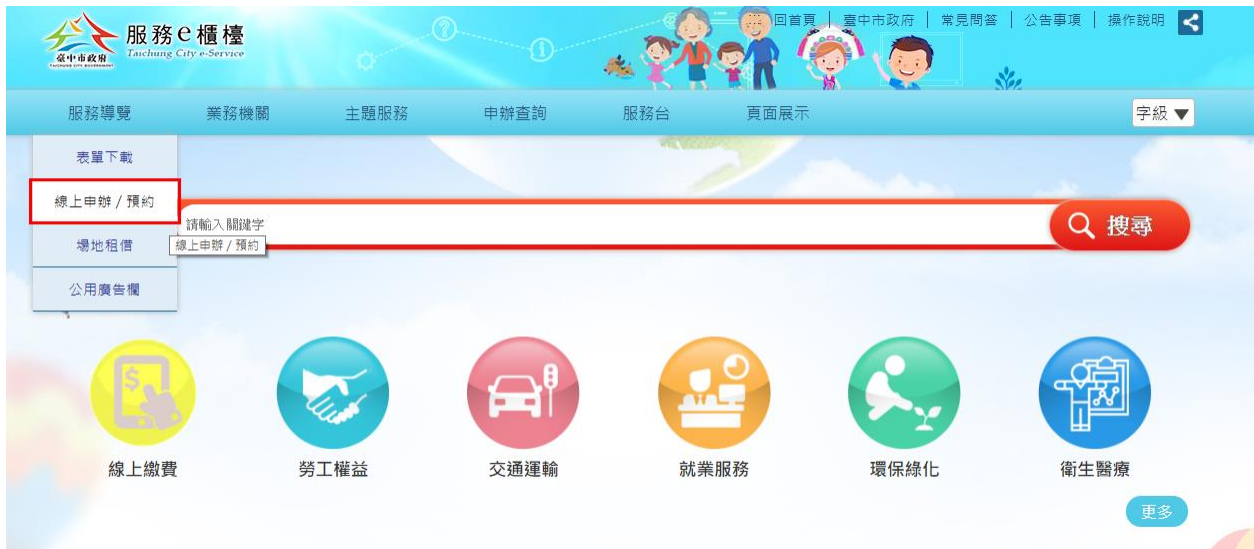 回首頁 | 臺中市政府 | 常見問答 | 公告事項 | 操作說明
臺中市政府
TAICHUNG CITY GOVERNMENT
服務e櫃檯
Taichung City e-Service
服務導覽 業務機關 主題服務 申辦查詢 服務台 頁面展示 字級▼
表單下載
線上申辦 / 預約
場地租借
公用廣告欄
請輸入關鍵字
搜尋
線上申辦 / 預約
線上繳費 勞工權益 交通運輸 就業服務 環保綠化 衛生醫療
更多